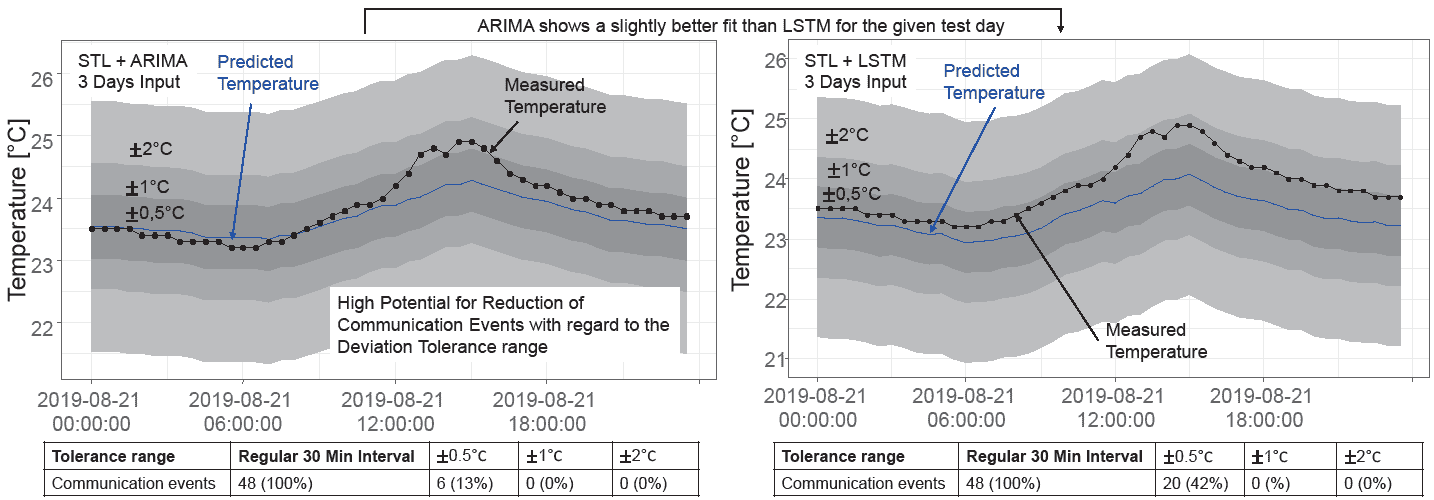 ARIMA shows a slightly better fit than LSTM for the given test day
STL + ARIMA
3 Days Input
Predicted
Temperature
Measured
Temperature
±2°C
±1°C
±0,5°C
High Potential for Reduction of
Communication Events with regard to the
Deviation Tolerance range
Temperature [°C]
26
25
24
23
22
2019-08-21 2019-08-21 2019-08-21 2019-08-21
00:00:00 06:00:00 12:00:00 18:00:00
Tolerance range Regular 30 Min Interval ±0.5°C ±1°C ±2°C
Communication events 48 (100%) 6 (13%) 0 (0%) 0 (0%)
STL + LSTM
3 Days Input
Predicted
Temperature
±2°C
±1°C
±0,5°C
Measured
Temperature
Temperature [°C]
26
25
24
23
22
21
2019-08-21 2019-08-21 2019-08-21 2019-08-21
00:00:00 06:00:00 12:00:00 18:00:00
Tolerance range Regular 30 Min Interval ±0.5°C ±1°C ±2°C
Communication events 48 (100%) 20 (42%) 0 (%) 0 (0%)